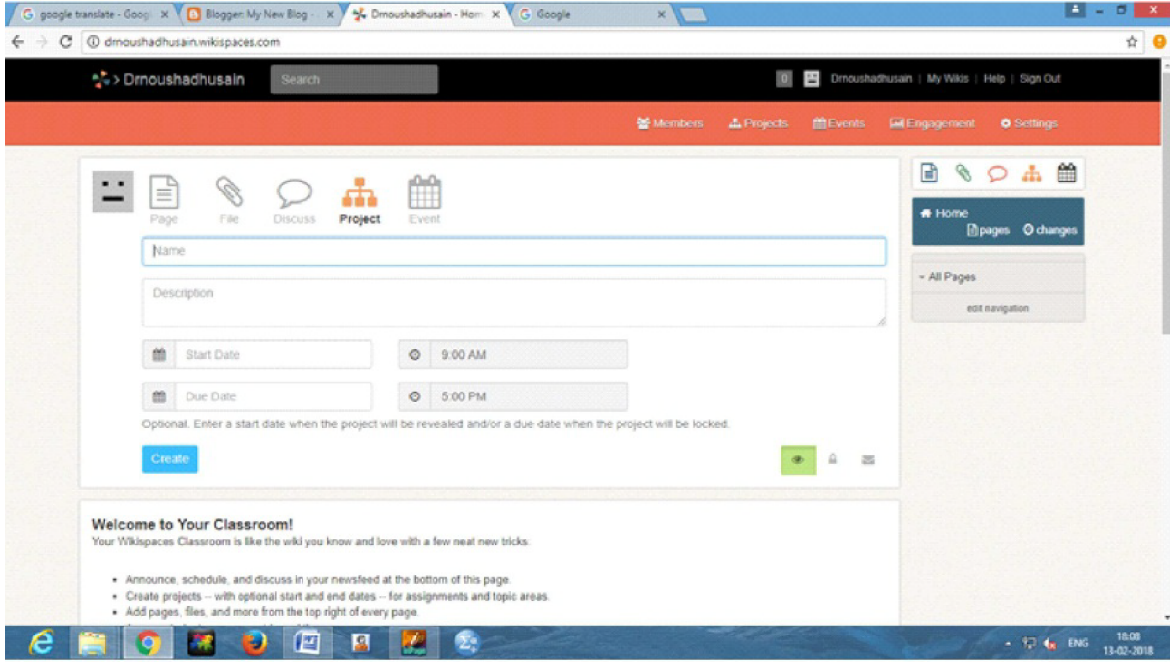 google translate - Goog
Blogger: My New Blog -
Drnoushadhusain - Hom
Google
drnoushadhusain.wikispaces.com
Drnoushadhusain
Search
0
Drnoushadhusain | My Wikis | Help | Sign Out
Members
Projects
Events
Engagement
Settings
Page
File
Discuss
Project
Event
Name
Description
Start Date
9:00 AM
Due Date
5:00 PM
Optional. Enter a start date when the project will be revealed and/or a due date when the project will be locked.
Create
Home
pages
changes
All Pages
edit navigation
Welcome to Your Classroom!
Your Wikispaces Classroom is like the wiki you know and love with a few neat new tricks:
Announce, schedule, and discuss in your newsfeed at the bottom of this page.
Create projects -- with optional start and end dates -- for assignments and topic areas.
Add pages, files, and more from the top right of every page.
ENG
18:08
13-02-2018